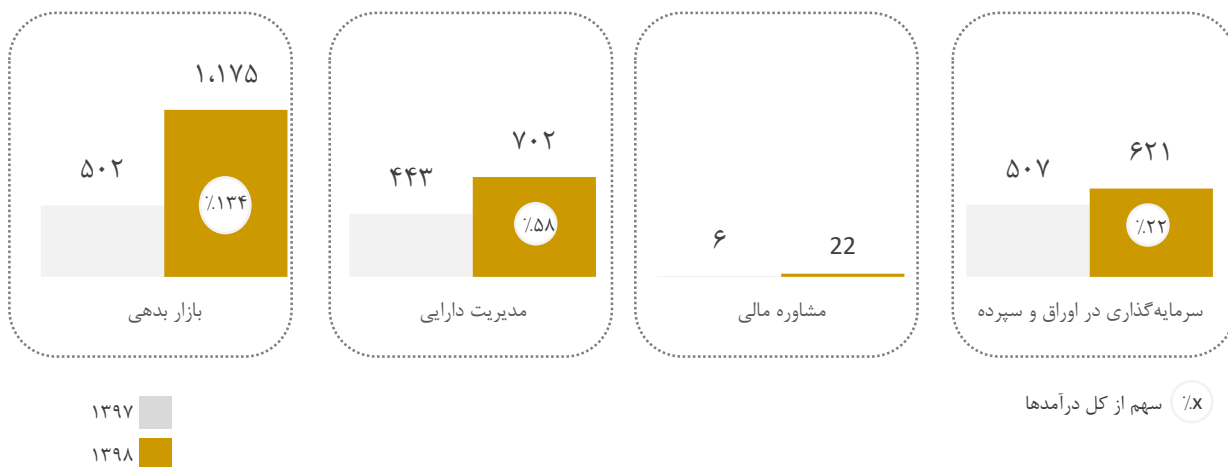 ۱،۱۷۵
۵۰۲
٪۱۳۴
بازار بدهی
۷۰۲
۴۴۳
٪۵۸
مدیریت دارایی
۶
22
مشاوره مالی
۶۲۱
۵۰۷
٪۲۲
سرمایه‌گذاری در اوراق و سپرده
۱۳۹۷
۱۳۹۸
٪x سهم از کل درآمدها